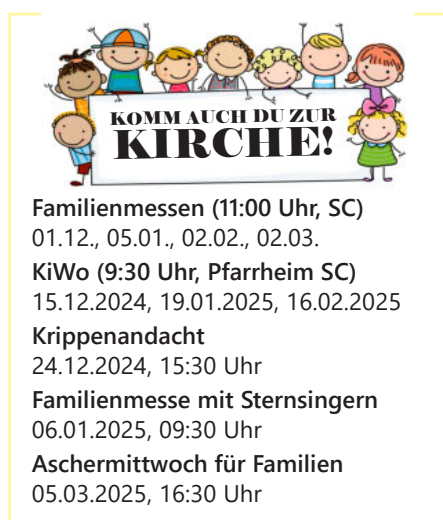 KOMM AUCH DU ZUR
KIRCHE!
Familienmessen (11:00 Uhr, SC)
01.12., 05.01., 02.02., 02.03.
KiWo (9:30 Uhr, Pfarrheim SC)
15.12.2024, 19.01.2025, 16.02.2025
Krippenandacht
24.12.2024, 15:30 Uhr
Familienmesse mit Sternsingern
06.01.2025, 09:30 Uhr
Aschermittwoch für Familien
05.03.2025, 16:30 Uhr